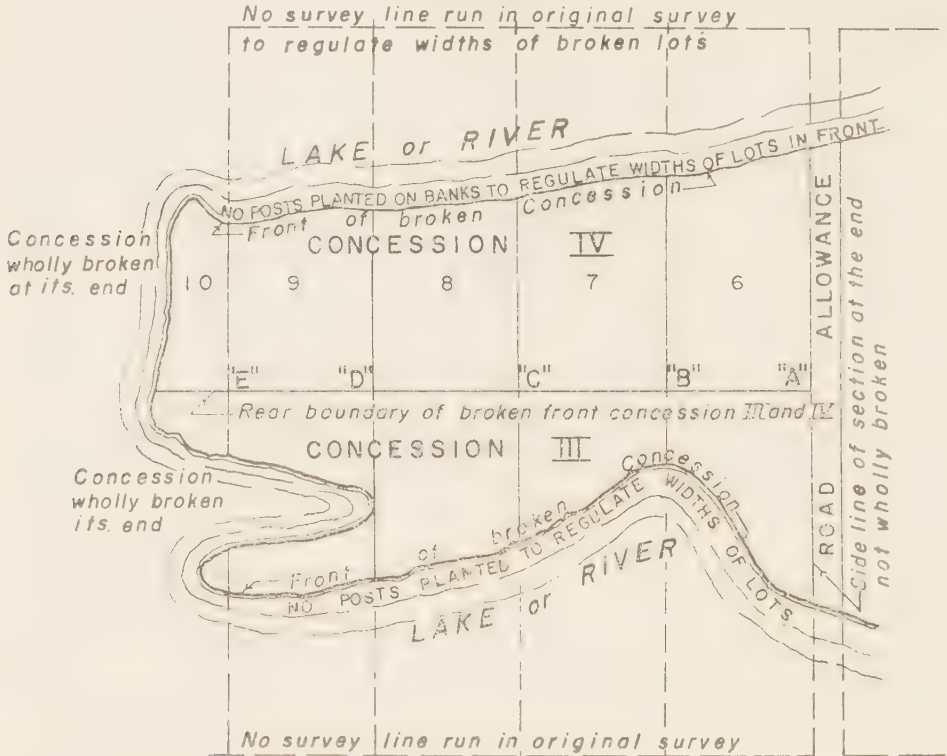 No survey line run in original survey
to regulate widths of broken lots
LAKE or RIVER
NO POSTS PLANTED ON BANKS TO REGULATE WIDTHS OF LOTS IN FRONT
Front of broken Concession
Concession
wholly broken
at its. end
CONCESSION IV
10 9 8 7 6
ROAD ALLOWANCE
Side line of section at the end
not wholly broken
"E" "D" "C" "B" "A"
Rear boundary of broken front concession III and IV
CONCESSION III
Concession
wholly broken
its. end
Front of broken Concession
NO POSTS PLANTED TO REGULATE WIDTHS OF LOTS
LAKE or RIVER
No survey line run in original survey